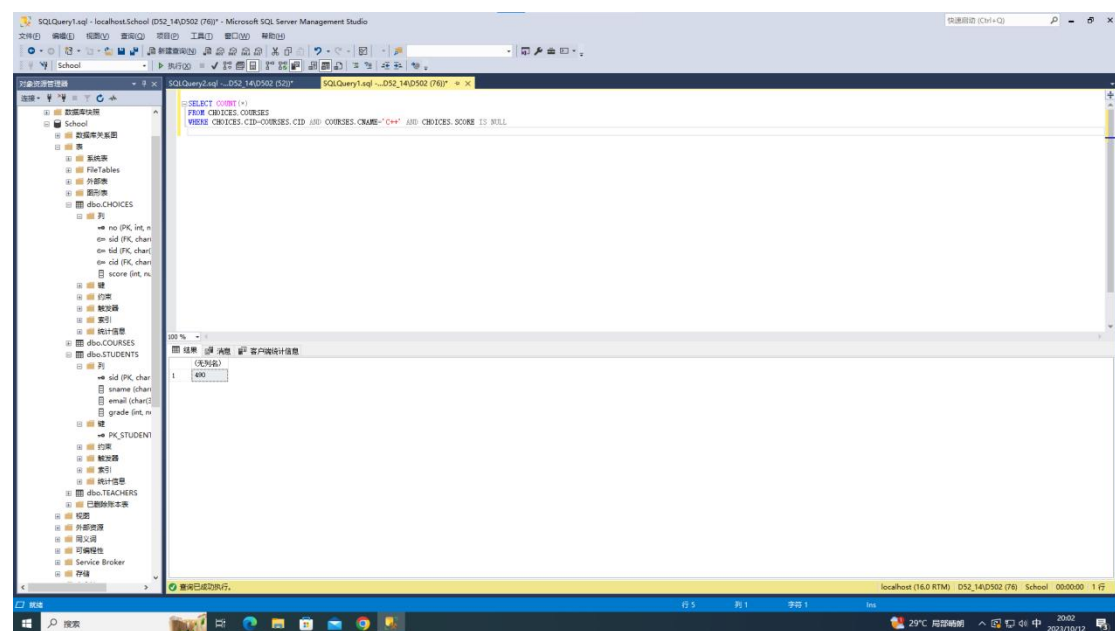 SQLQuery1.sql - localhost.School (D52_14\D502 (76))* - Microsoft SQL Server Management Studio
快速启动 (Ctrl+Q)
文件(F) 编辑(E) 视图(V) 查询(Q) 项目(P) 工具(T) 窗口(W) 帮助(H)
新建查询(N)
School
执行(X)
对象资源管理器
SQLQuery2.sql -...D52_14\D502 (52))*
SQLQuery1.sql -...D52_14\D502 (76))*
连接
数据库快照
School
数据库关系图
表
系统表
FileTables
外部表
图形表
dbo.CHOICES
列
no (PK, int, n
sid (FK, char(
tid (FK, char(
cid (FK, char(
score (int, nu
键
约束
触发器
索引
统计信息
dbo.COURSES
dbo.STUDENTS
列
sid (PK, char
sname (char(
email (char(3
grade (int, nu
键
PK_STUDENT
约束
触发器
索引
统计信息
dbo.TEACHERS
已删除账本表
视图
外部资源
同义词
可编程性
Service Broker
存储
SELECT COUNT(*)
FROM CHOICES,COURSES
WHERE CHOICES.CID=COURSES.CID AND COURSES.CNAME='C++' AND CHOICES.SCORE IS NULL
100 %
结果 消息 客户端统计信息
(无列名)
1 490
查询已成功执行。
localhost (16.0 RTM) D52_14\D502 (76) School 00:00:00 1 行
就绪
行 5 列 1 字符 1 Ins
搜索
29°C 局部晴朗
中
20:02
2023/10/12